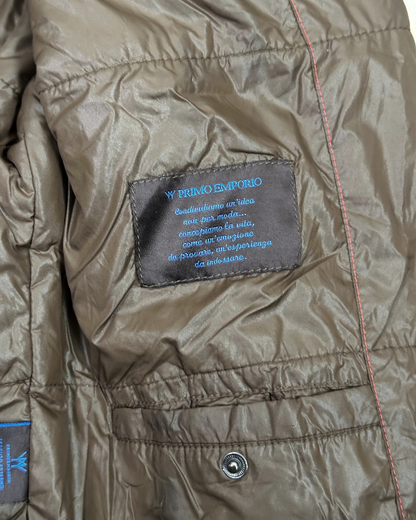 PRIMO EMPORIO
Condividiamo un'idea
non per moda...
concepiamo la vita,
come un'emozione
da provare, un'esperienza
da indossare.